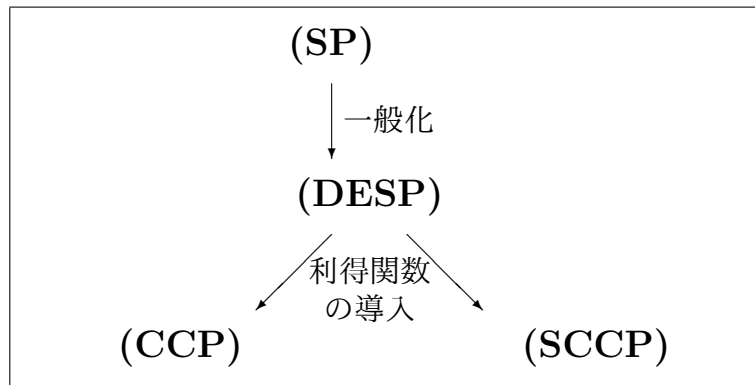 (SP)
一般化
(DESP)
利得関数
の導入
(CCP)
(SCCP)